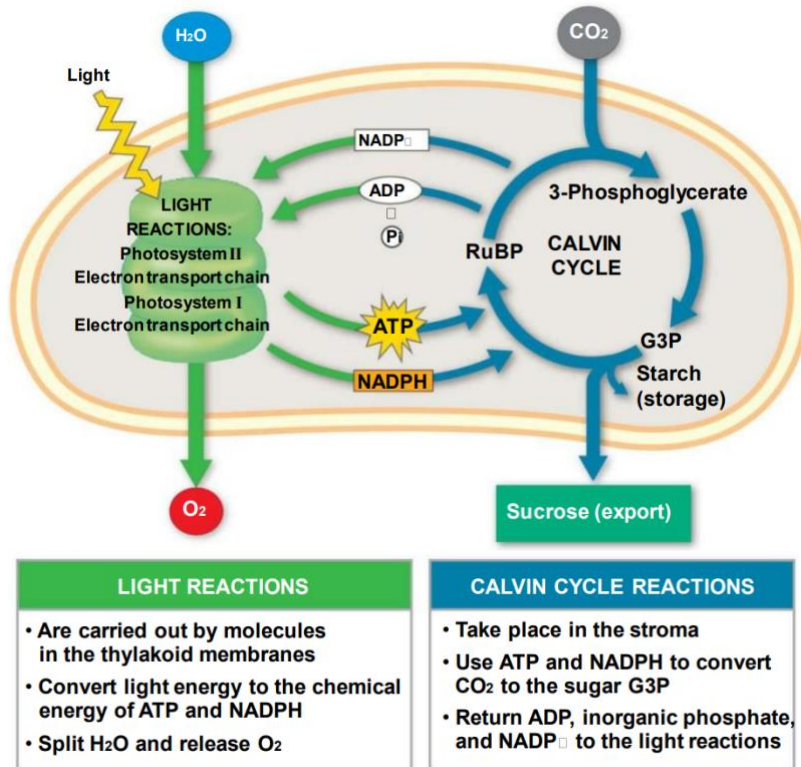 H₂O
CO₂
Light
NADP□
LIGHT
REACTIONS:
Photosystem II
Electron transport chain
Photosystem I
Electron transport chain
ADP
□
Pi
RuBP
CALVIN
CYCLE
3-Phosphoglycerate
ATP
NADPH
G3P
Starch
(storage)
O₂
Sucrose (export)
LIGHT REACTIONS
• Are carried out by molecules
in the thylakoid membranes
• Convert light energy to the chemical
energy of ATP and NADPH
• Split H₂O and release O₂
CALVIN CYCLE REACTIONS
• Take place in the stroma
• Use ATP and NADPH to convert
CO₂ to the sugar G3P
• Return ADP, inorganic phosphate,
and NADP□ to the light reactions